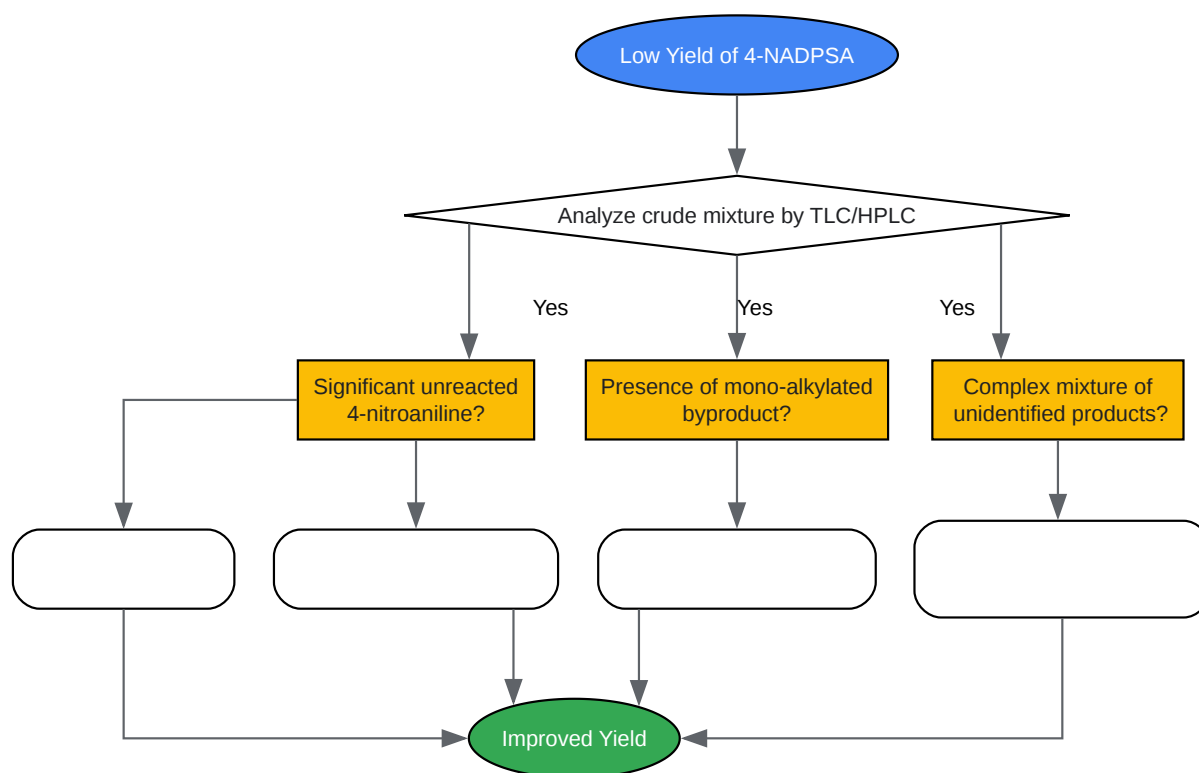 Low Yield of 4-NADPSA
Analyze crude mixture by TLC/HPLC
Yes
Yes
Yes
Significant unreacted
4-nitroaniline?
Presence of mono-alkylated
byproduct?
Complex mixture of
unidentified products?
Improved Yield